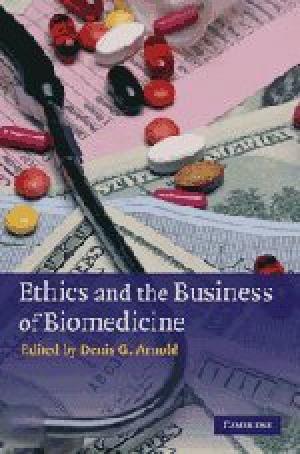 Ethics and the Business
of Biomedicine
Edited by Denis G. Arnold
CAMBRIDGE